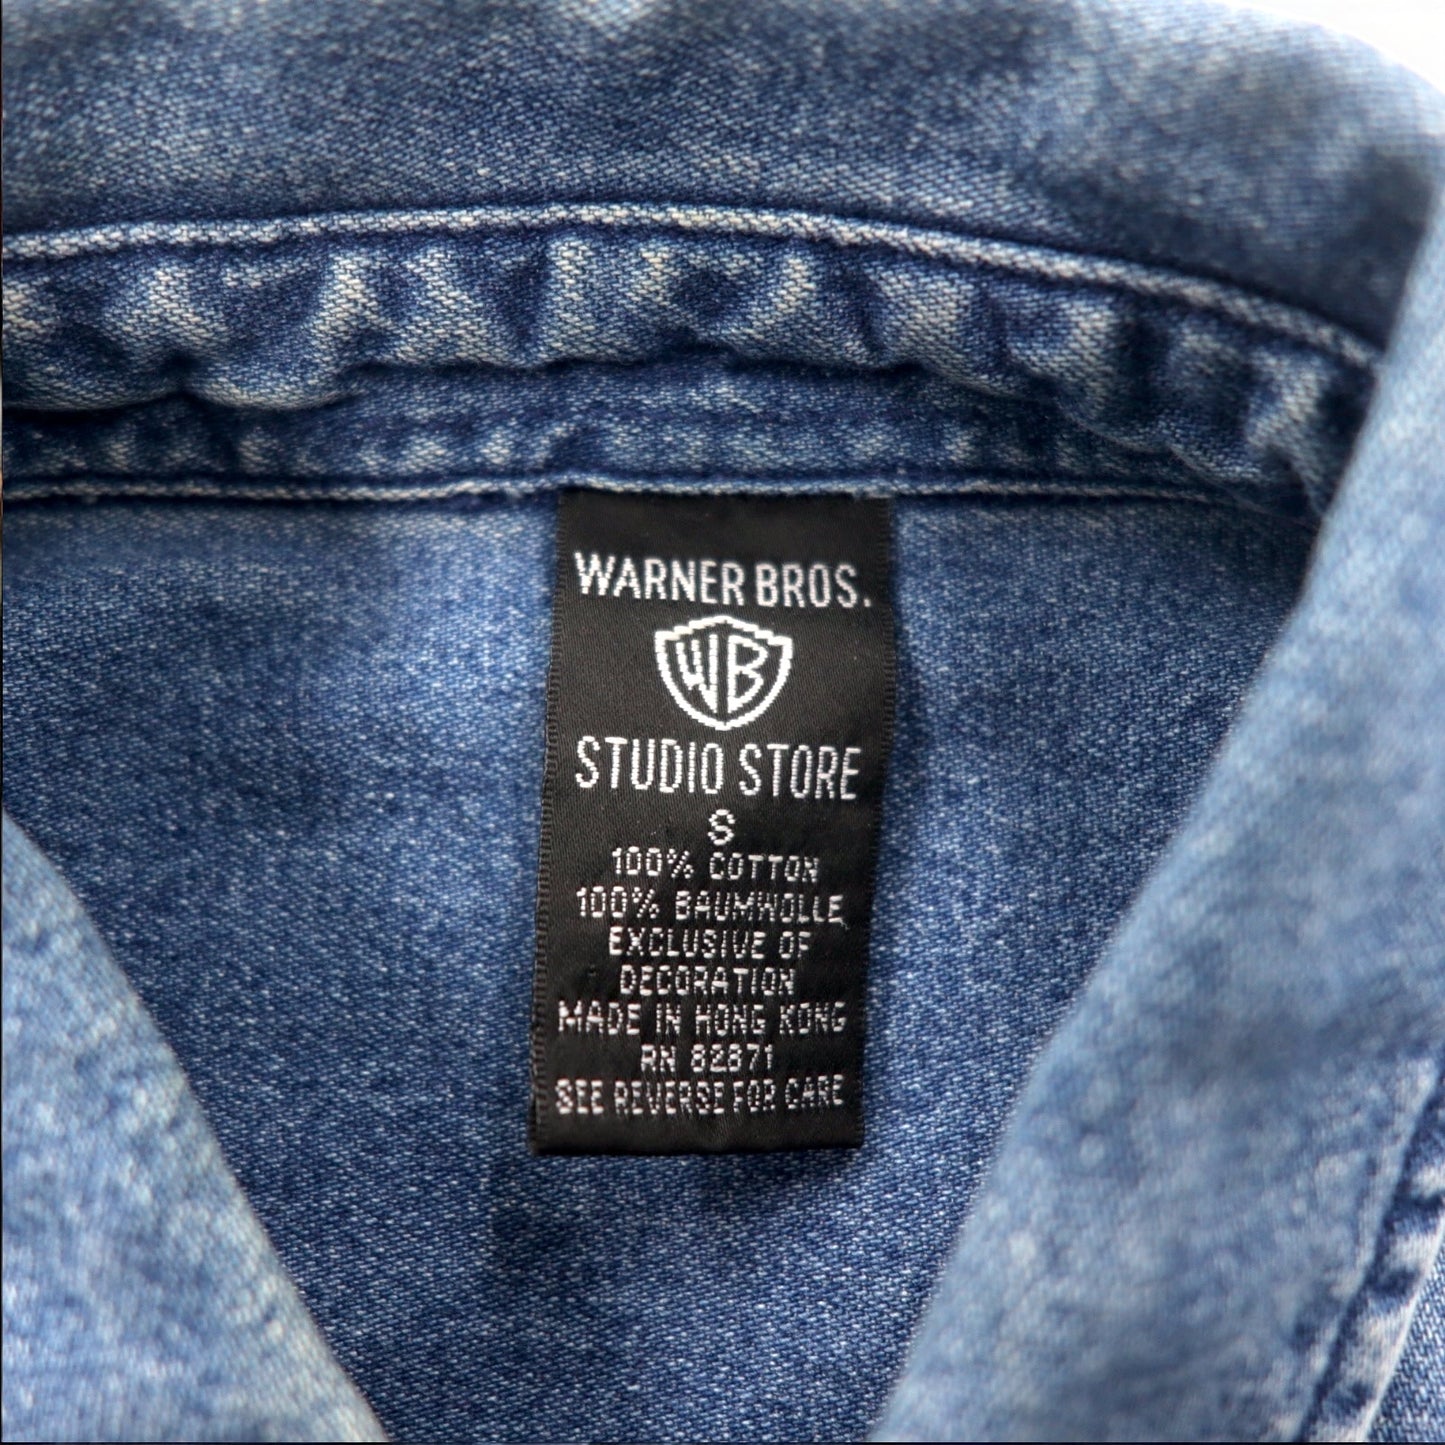 WARNER BROS.
WB
STUDIO STORE
S
100% COTTON
100% BAUMWOLLE
EXCLUSIVE OF
DECORATION
MADE IN HONG KONG
RN 82871
SEE REVERSE FOR CARE